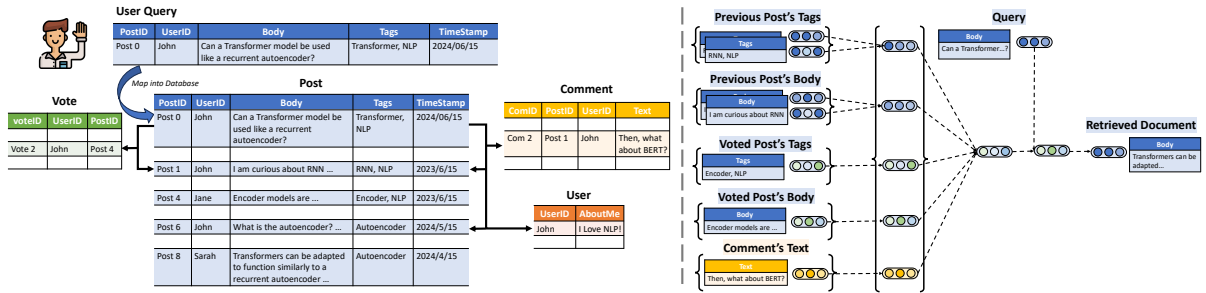 User Query
PostID UserID Body Tags TimeStamp
Post 0 John Can a Transformer model be used like a recurrent autoencoder? Transformer, NLP 2024/06/15
Map into Database
Post
PostID UserID Body Tags TimeStamp
Post 0 John Can a Transformer model be used like a recurrent autoencoder? Transformer, NLP 2024/06/15
Post 1 John I am curious about RNN ... RNN, NLP 2023/6/15
Post 4 Jane Encoder models are ... Encoder, NLP 2023/6/15
Post 6 John What is the autoencoder? ... Autoencoder 2024/5/15
Post 8 Sarah Transformers can be adapted to function similarly to a recurrent autoencoder ... Autoencoder 2024/4/15
Vote
voteID UserID PostID
Vote 2 John Post 4
Comment
ComID PostID UserID Text
Com 2 Post 1 John Then, what about BERT?
User
UserID AboutMe
John I Love NLP!
Previous Post's Tags
Tags
RNN, NLP
Previous Post's Body
Body
I am curious about RNN
Voted Post's Tags
Tags
Encoder, NLP
Voted Post's Body
Body
Encoder models are ...
Comment's Text
Text
Then, what about BERT?
Query
Body
Can a Transformer...?
Retrieved Document
Body
Transformers can be
adapted...